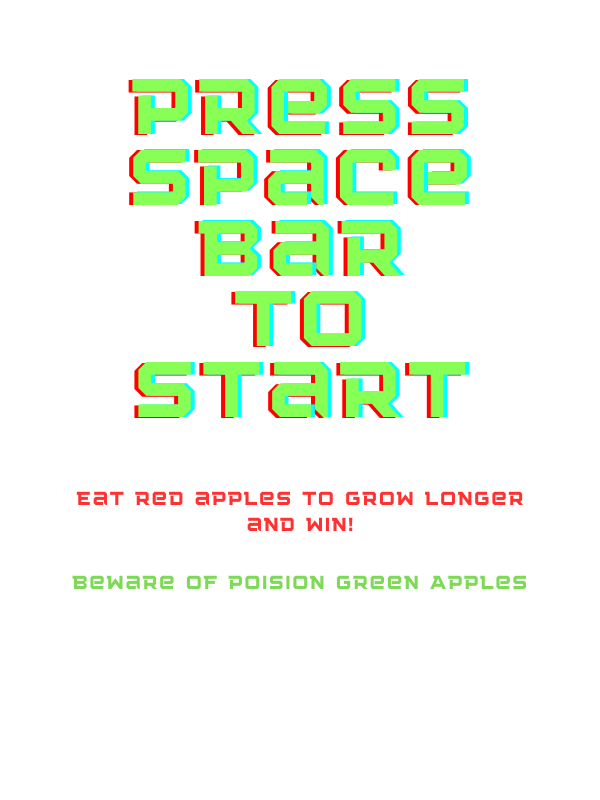 PRESS
SPACE
BAR
TO
START
EAT RED APPLES TO GROW LONGER
AND WIN!
BEWARE OF POISION GREEN APPLES